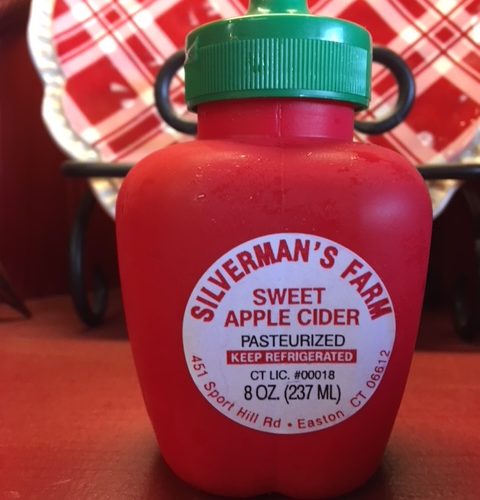 SILVERMAN'S FARM
SWEET
APPLE CIDER
PASTEURIZED
KEEP REFRIGERATED
CT LIC. #00018
8 OZ. (237 ML)
451 Sport Hill Rd • Easton CT 06612